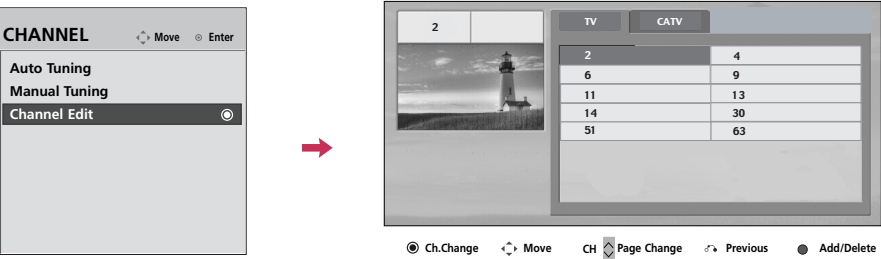 CHANNEL
Move
Enter
Auto Tuning
Manual Tuning
Channel Edit
2
TV
CATV
2 4
6 9
11 13
14 30
51 63
Ch.Change
Move
CH Page Change
Previous
Add/Delete